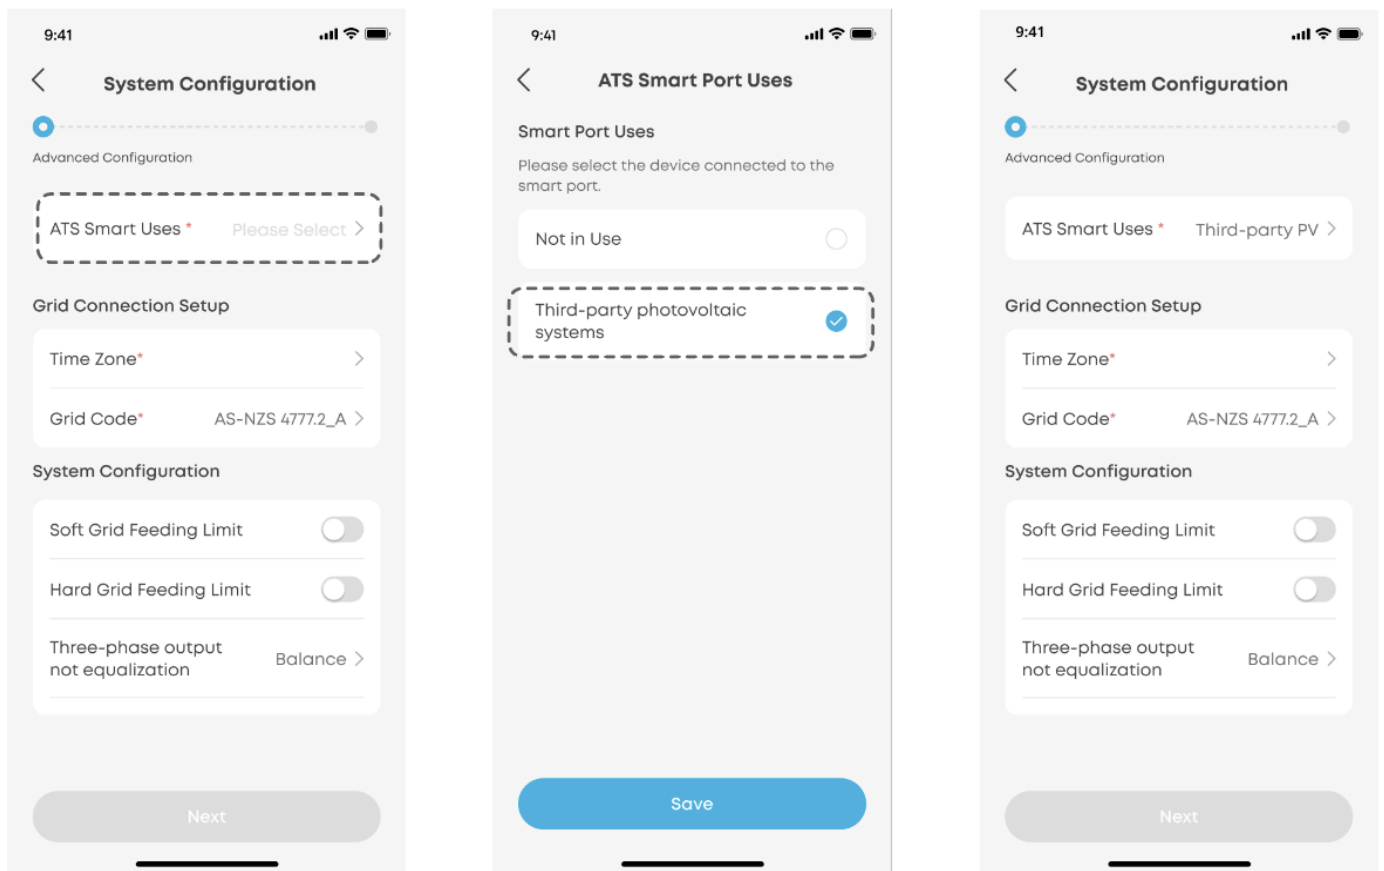 9:41
System Configuration
Advanced Configuration
ATS Smart Uses * Please Select
Grid Connection Setup
Time Zone*
Grid Code* AS-NZS 4777.2_A
System Configuration
Soft Grid Feeding Limit
Hard Grid Feeding Limit
Three-phase output
not equalization
Balance
Next
9:41
ATS Smart Port Uses
Smart Port Uses
Please select the device connected to the
smart port.
Not in Use
Third-party photovoltaic
systems
Save
9:41
System Configuration
Advanced Configuration
ATS Smart Uses * Third-party PV
Grid Connection Setup
Time Zone*
Grid Code* AS-NZS 4777.2_A
System Configuration
Soft Grid Feeding Limit
Hard Grid Feeding Limit
Three-phase output
not equalization
Balance
Next